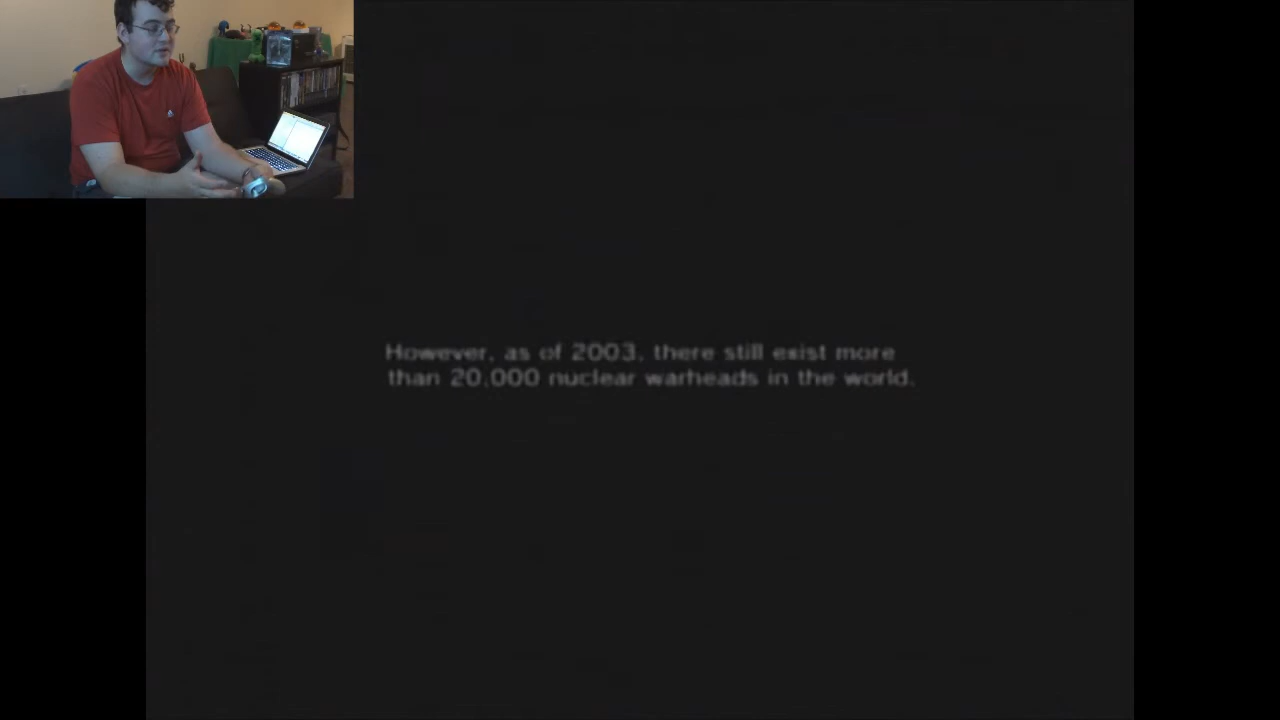 However, as of 2003, there still exist more
than 20,000 nuclear warheads in the world.